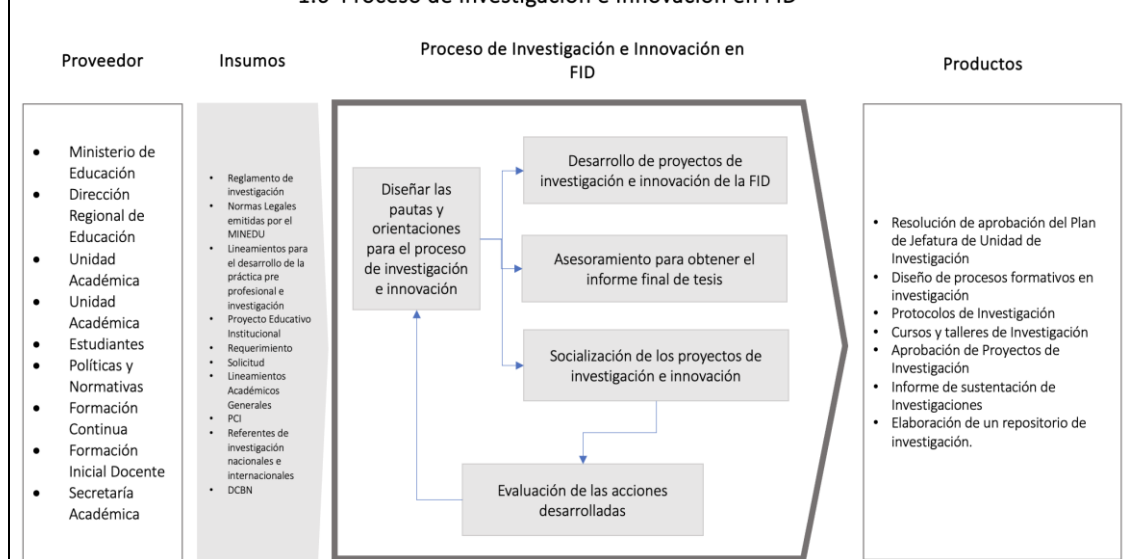 1.6 Proceso de Investigación e Innovación en FID
Proveedor
Insumos
Proceso de Investigación e Innovación en
FID
Productos
• Ministerio de
Educación
• Dirección
Regional de
Educación
• Unidad
Académica
• Unidad
Académica
• Estudiantes
• Políticas y
Normativas
• Formación
Continua
• Formación
Inicial Docente
• Secretaría
Académica
• Reglamento de
investigación
• Normas Legales
emitidas por el
MINEDU
• Lineamientos para
el desarrollo de la
práctica pre
profesional e
investigación
• Proyecto Educativo
Institucional
• Requerimiento
• Solicitud
• Lineamientos
Académicos
Generales
• PCI
• Referentes de
investigación
nacionales e
internacionales
• DCBN
Diseñar las
pautas y
orientaciones
para el proceso
de investigación
e innovación
Desarrollo de proyectos de
investigación e innovación de la FID
Asesoramiento para obtener el
informe final de tesis
Socialización de los proyectos de
investigación e innovación
Evaluación de las acciones
desarrolladas
• Resolución de aprobación del Plan
de Jefatura de Unidad de
Investigación
• Diseño de procesos formativos en
investigación
• Protocolos de Investigación
• Cursos y talleres de Investigación
• Aprobación de Proyectos de
Investigación
• Informe de sustentación de
Investigaciones
• Elaboración de un repositorio de
investigación.